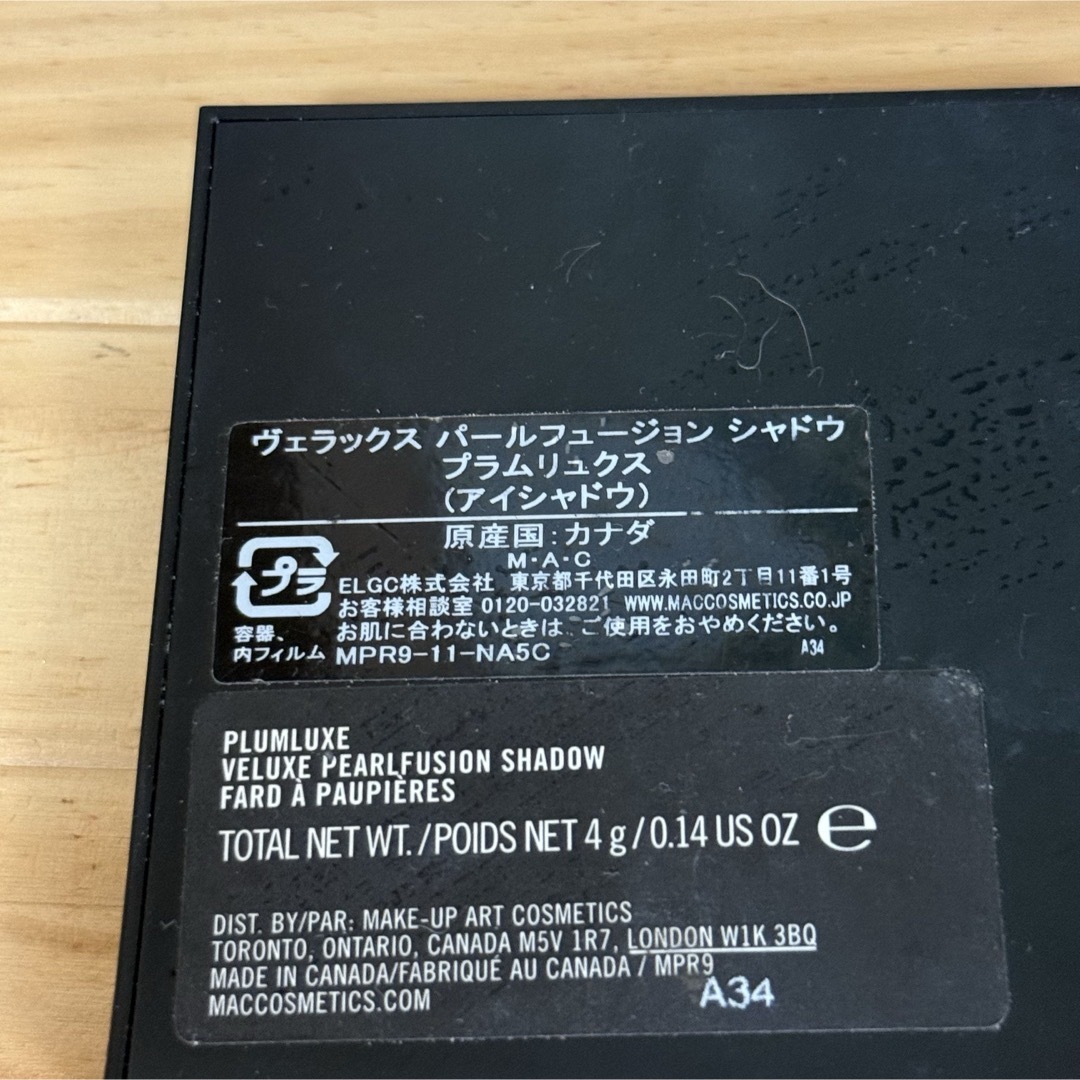 ヴェラックス パールフュージョン シャドウ
プラムリュクス
(アイシャドウ)
原産国:カナダ
M・A・C
プラ
ELGC株式会社 東京都千代田区永田町2丁目11番1号
お客様相談室 0120-032821 WWW.MACCOSMETICS.CO.JP
容器、 お肌に合わないときは、ご使用をおやめください。
内フィルム MPR9-11-NA5C A34
PLUMLUXE
VELUXE PEARLFUSION SHADOW
FARD À PAUPIÈRES
TOTAL NET WT./POIDS NET 4 g/0.14 US OZ ℮
DIST. BY/PAR: MAKE-UP ART COSMETICS
TORONTO, ONTARIO, CANADA M5V 1R7, LONDON W1K 3BQ
MADE IN CANADA/FABRIQUÉ AU CANADA / MPR9
MACCOSMETICS.COM A34